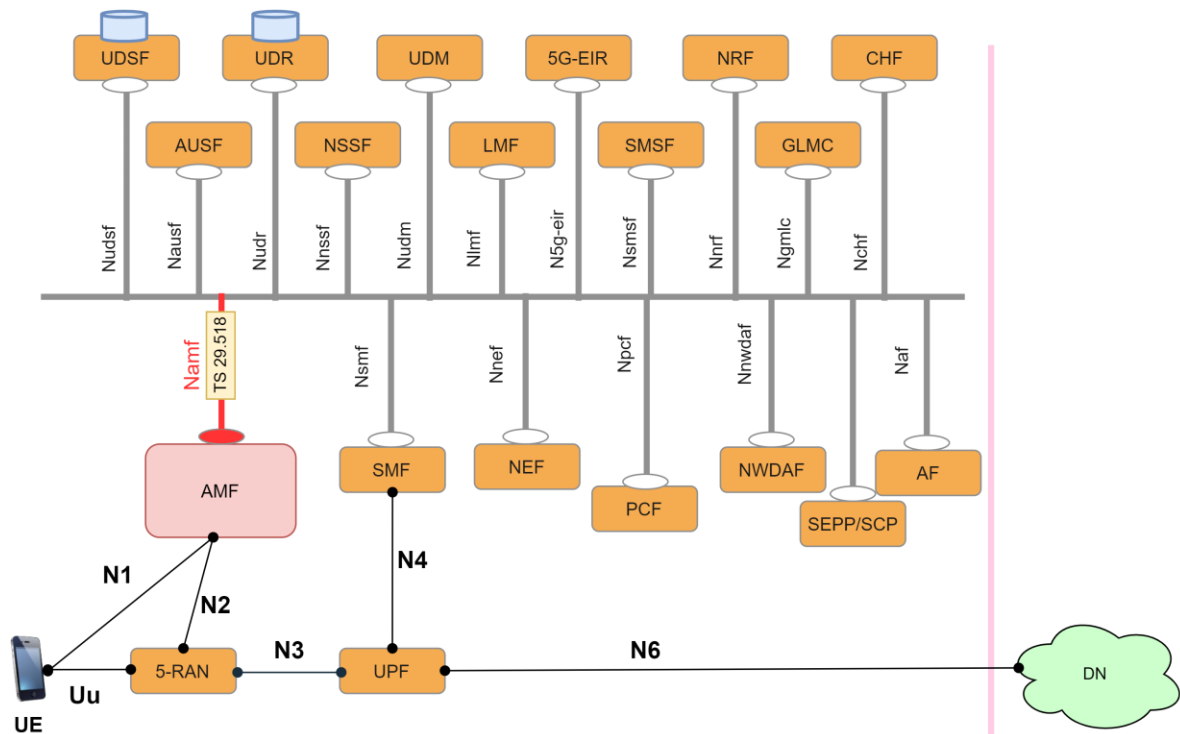 UDSF
UDR
UDM
5G-EIR
NRF
CHF
AUSF
NSSF
LMF
SMSF
GLMC
Nudsf
Nausf
Nudr
Nnssf
Nudm
Nlmf
N5g-eir
Nsmsf
Nnrf
Ngmlc
Nchf
Namf
TS 29.518
Nsmf
Nnef
Npcf
Nnwdaf
Naf
AMF
SMF
NEF
PCF
NWDAF
SEPP/SCP
AF
N1
N2
N4
5-RAN
N3
UPF
N6
DN
Uu
UE